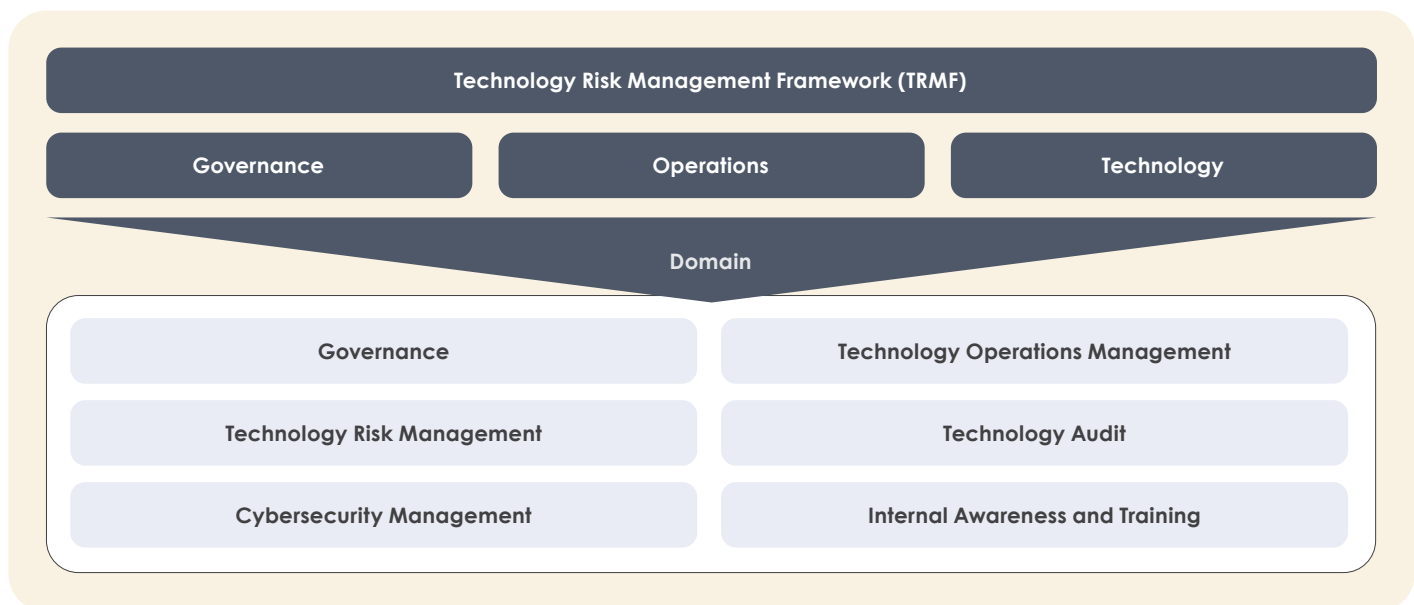 Technology Risk Management Framework (TRMF)
Governance
Operations
Technology
Domain
Governance
Technology Operations Management
Technology Risk Management
Technology Audit
Cybersecurity Management
Internal Awareness and Training